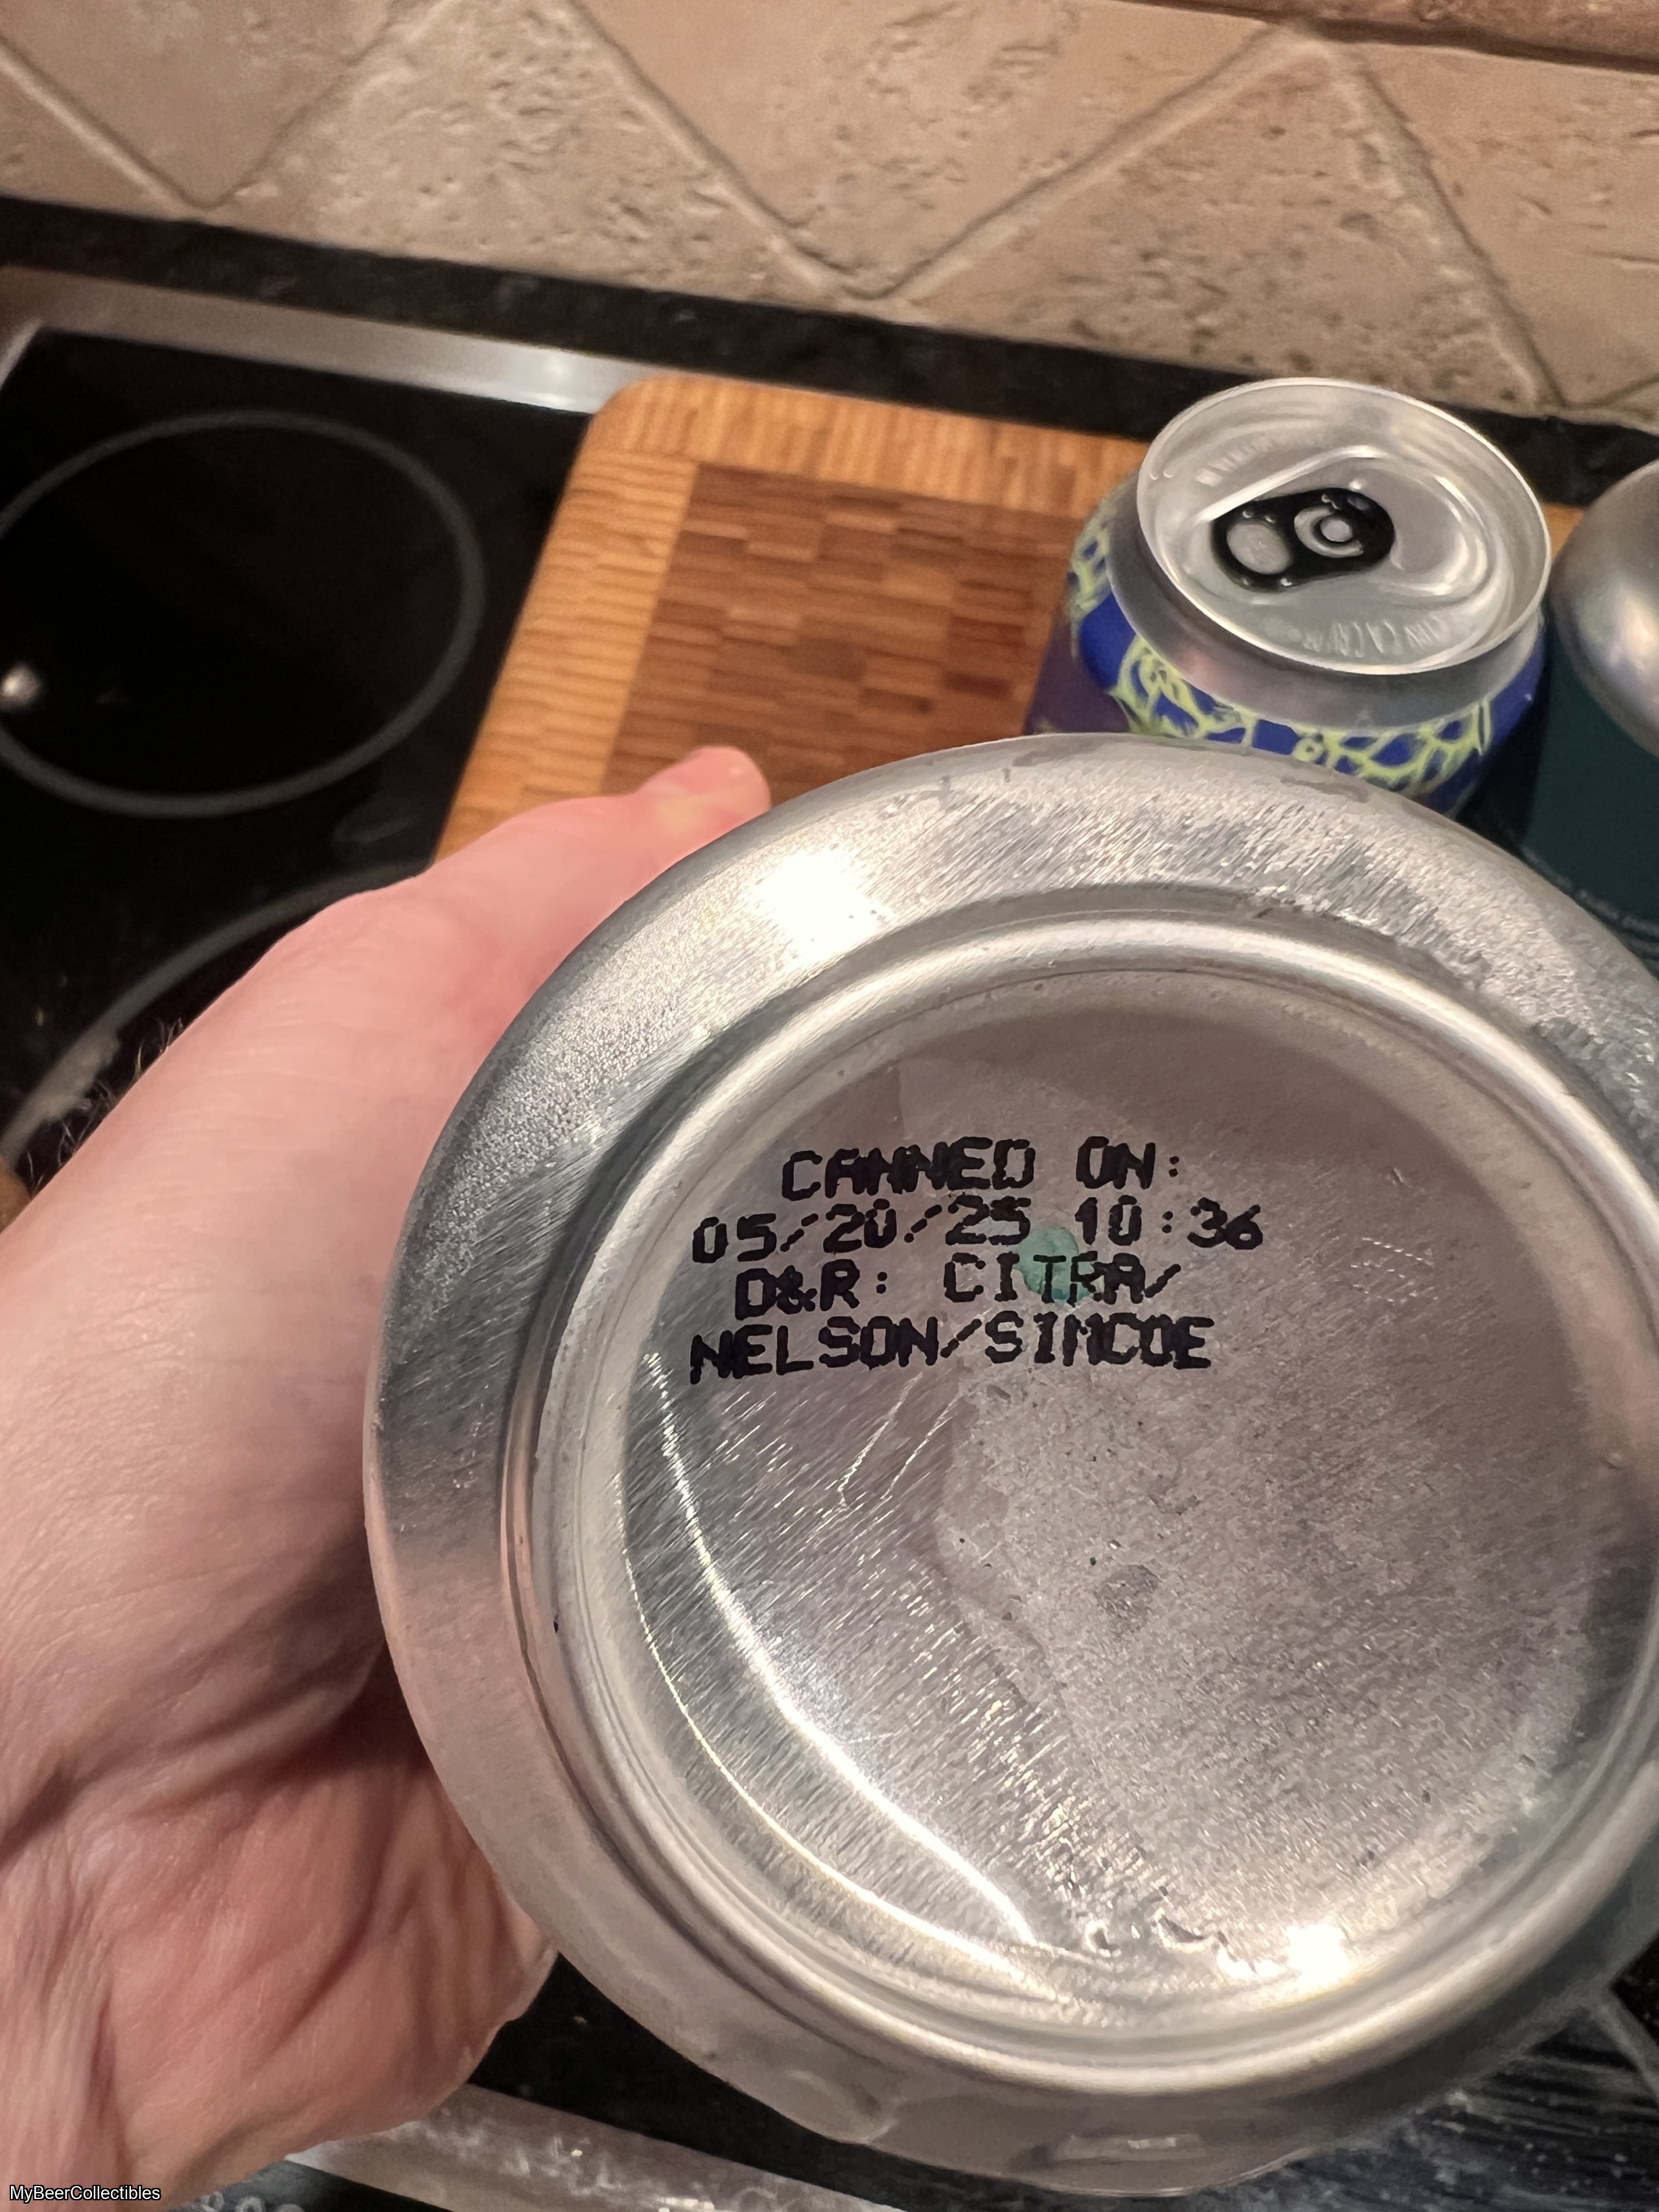 CANNED ON:
05/20/25 10:36
D&R: CITRA/
NELSON/SIMCOE
MyBeerCollectibles